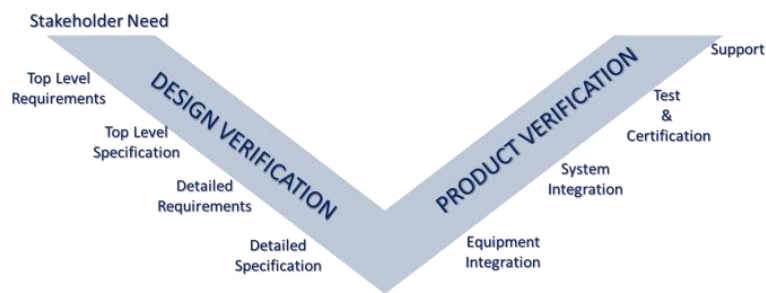 Stakeholder Need
Top Level
Requirements
Top Level
Specification
Detailed
Requirements
Detailed
Specification
DESIGN VERIFICATION
PRODUCT VERIFICATION
Equipment
Integration
System
Integration
Test
&
Certification
Support